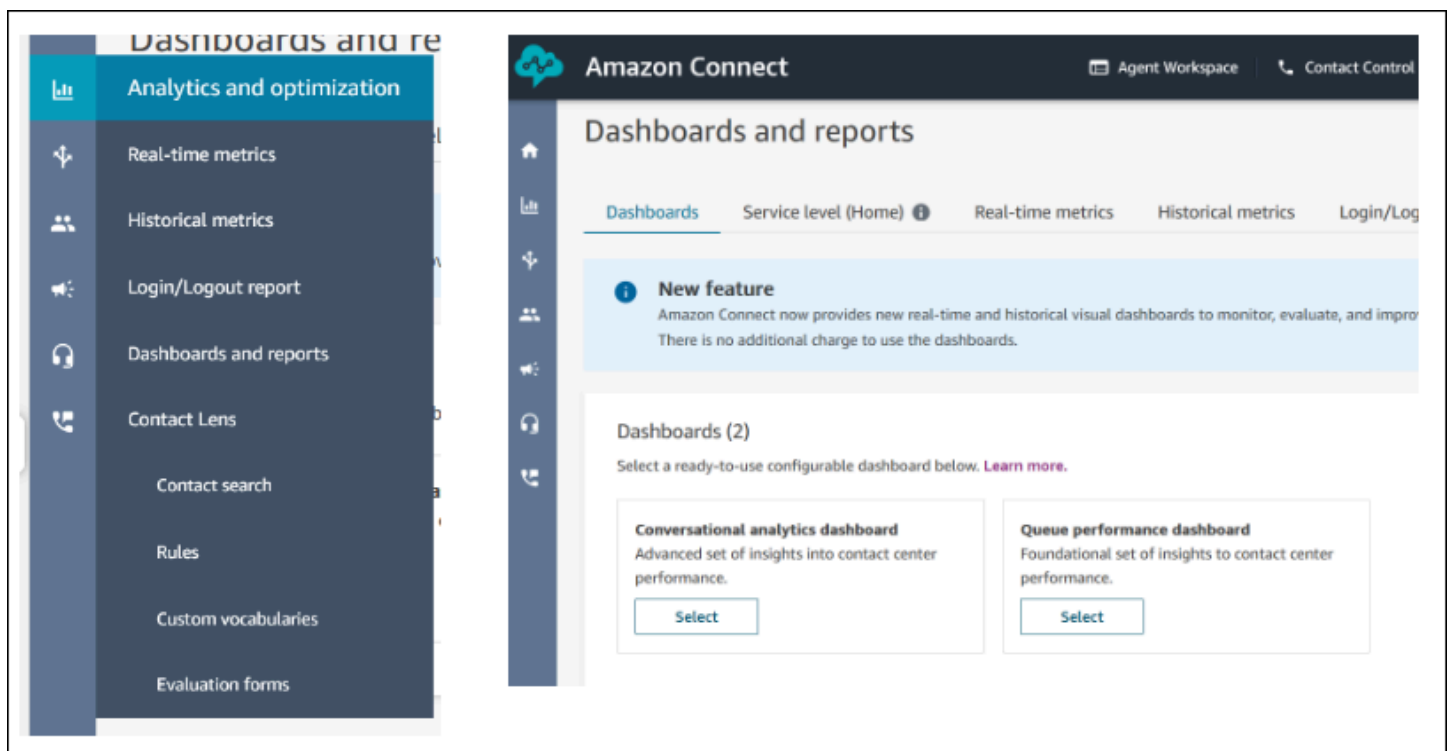 Dashboards and re
Analytics and optimization
Real-time metrics
Historical metrics
Login/Logout report
Dashboards and reports
Contact Lens
Contact search
Rules
Custom vocabularies
Evaluation forms
Amazon Connect
Agent Workspace
Contact Control
Dashboards and reports
Dashboards Service level (Home) Real-time metrics Historical metrics Login/Log
New feature
Amazon Connect now provides new real-time and historical visual dashboards to monitor, evaluate, and impro
There is no additional charge to use the dashboards.
Dashboards (2)
Select a ready-to-use configurable dashboard below. Learn more.
Conversational analytics dashboard
Advanced set of insights into contact center
performance.
Select
Queue performance dashboard
Foundational set of insights to contact center
performance.
Select